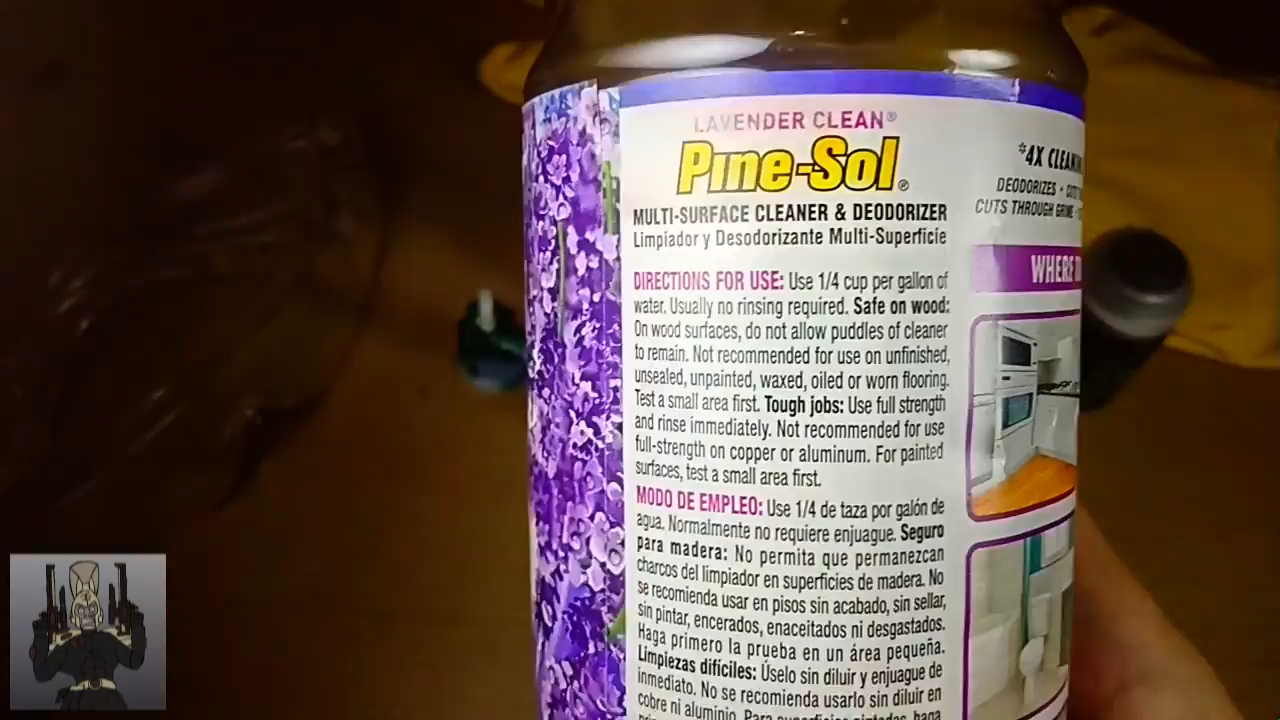 LAVENDER CLEAN®
Pine-Sol®
MULTI-SURFACE CLEANER & DEODORIZER
Limpiador y Desodorizante Multi-Superficie
DIRECTIONS FOR USE: Use 1/4 cup per gallon of
water. Usually no rinsing required. Safe on wood:
On wood surfaces, do not allow puddles of cleaner
to remain. Not recommended for use on unfinished,
unsealed, unpainted, waxed, oiled or worn flooring.
Test a small area first. Tough jobs: Use full strength
and rinse immediately. Not recommended for use
full-strength on copper or aluminum. For painted
surfaces, test a small area first.
MODO DE EMPLEO: Use 1/4 de taza por galón de
agua. Normalmente no requiere enjuague. Seguro
para madera: No permita que permanezcan
charcos del limpiador en superficies de madera. No
se recomienda usar en pisos sin acabado, sin sellar,
sin pintar, encerados, enaceitados ni desgastados.
Haga primero la prueba en un área pequeña.
Limpiezas difíciles: Úselo sin diluir y enjuague de
inmediato. No se recomienda usarlo sin diluir en
cobre ni aluminio. Para superficies pintadas, haga
*4X
DEODORIZES •
CUTS THROUGH GRIME •
WHERE